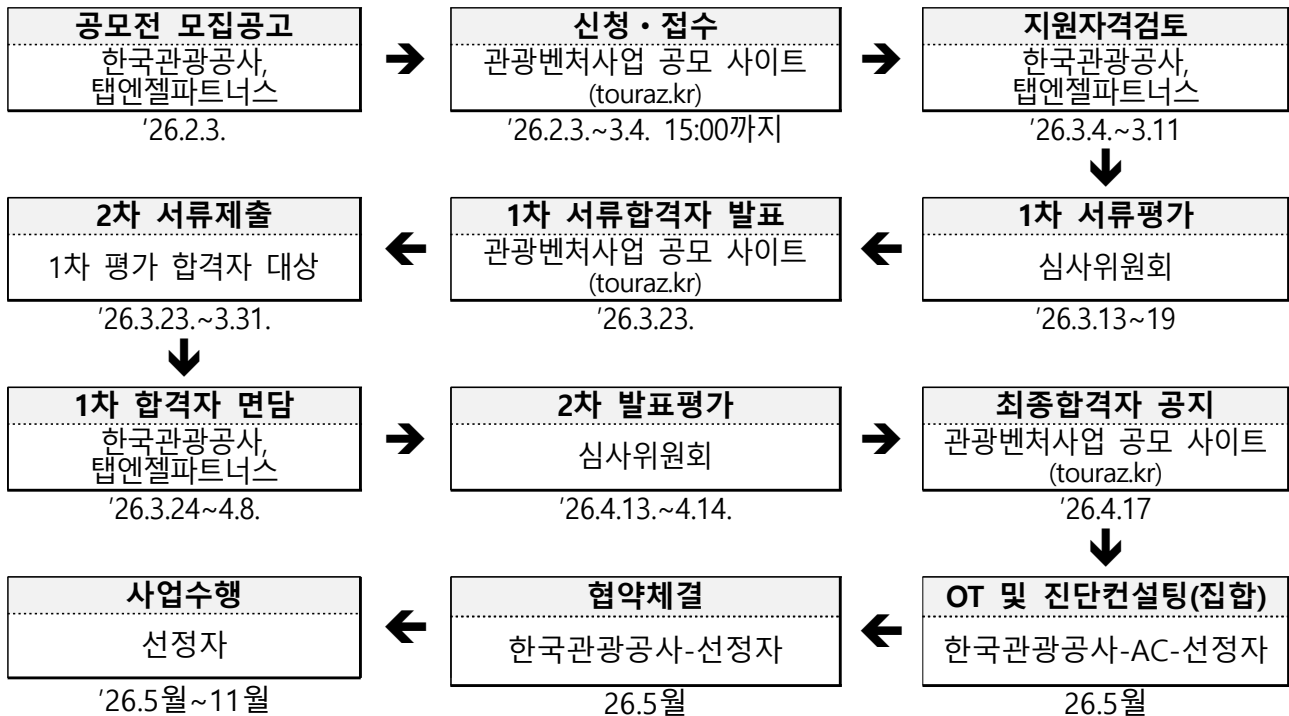 공모전 모집공고
한국관광공사,
탭엔젤파트너스
'26.2.3.
신청·접수
관광벤처사업 공모 사이트
(touraz.kr)
'26.2.3.~3.4. 15:00까지
지원자격검토
한국관광공사,
탭엔젤파트너스
'26.3.4.~3.11
1차 서류평가
심사위원회
'26.3.13~19
1차 서류합격자 발표
관광벤처사업 공모 사이트
(touraz.kr)
'26.3.23.
2차 서류제출
1차 평가 합격자 대상
'26.3.23.~3.31.
1차 합격자 면담
한국관광공사,
탭엔젤파트너스
'26.3.24~4.8.
2차 발표평가
심사위원회
'26.4.13.~4.14.
최종합격자 공지
관광벤처사업 공모 사이트
(touraz.kr)
'26.4.17
OT 및 진단컨설팅(집합)
한국관광공사-AC-선정자
26.5월
협약체결
한국관광공사-선정자
26.5월
사업수행
선정자
'26.5월~11월